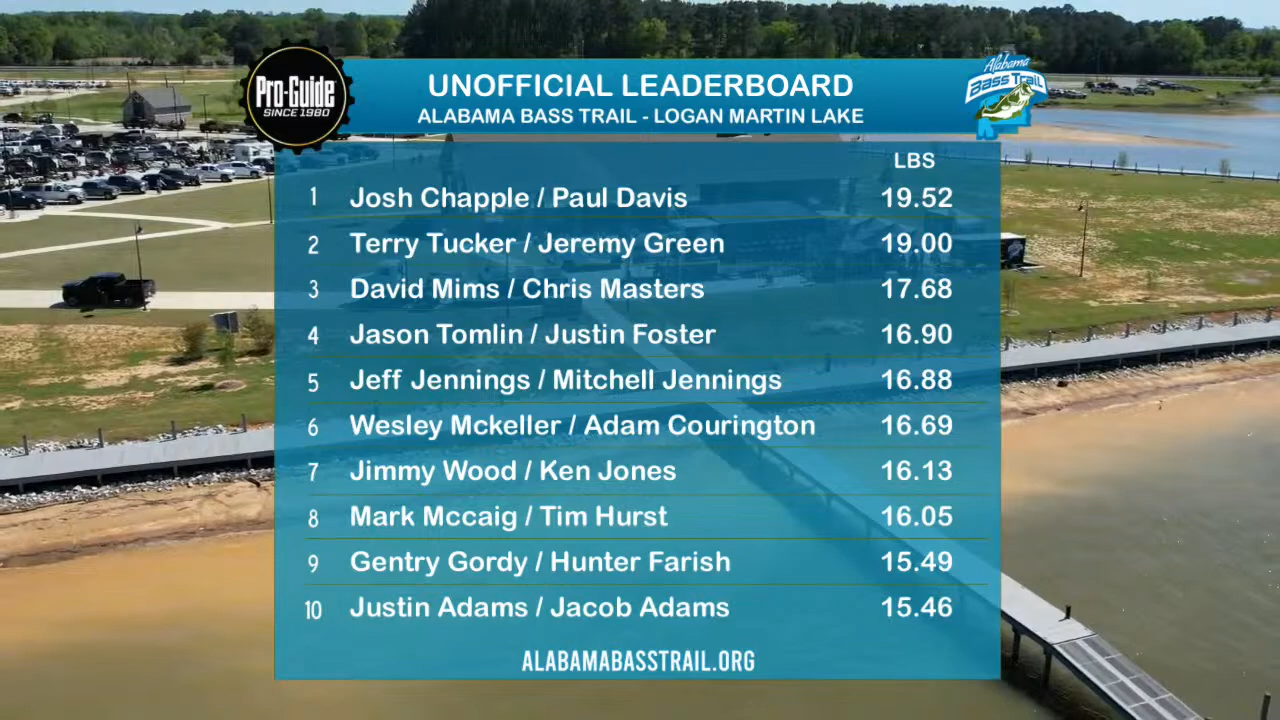 Pro-Guide
SINCE 1980
UNOFFICIAL LEADERBOARD
ALABAMA BASS TRAIL - LOGAN MARTIN LAKE
Alabama
Bass Trail
LBS
1 Josh Chapple / Paul Davis 19.52
2 Terry Tucker / Jeremy Green 19.00
3 David Mims / Chris Masters 17.68
4 Jason Tomlin / Justin Foster 16.90
5 Jeff Jennings / Mitchell Jennings 16.88
6 Wesley Mckeller / Adam Courington 16.69
7 Jimmy Wood / Ken Jones 16.13
8 Mark Mccaig / Tim Hurst 16.05
9 Gentry Gordy / Hunter Farish 15.49
10 Justin Adams / Jacob Adams 15.46
ALABAMABASSTRAIL.ORG